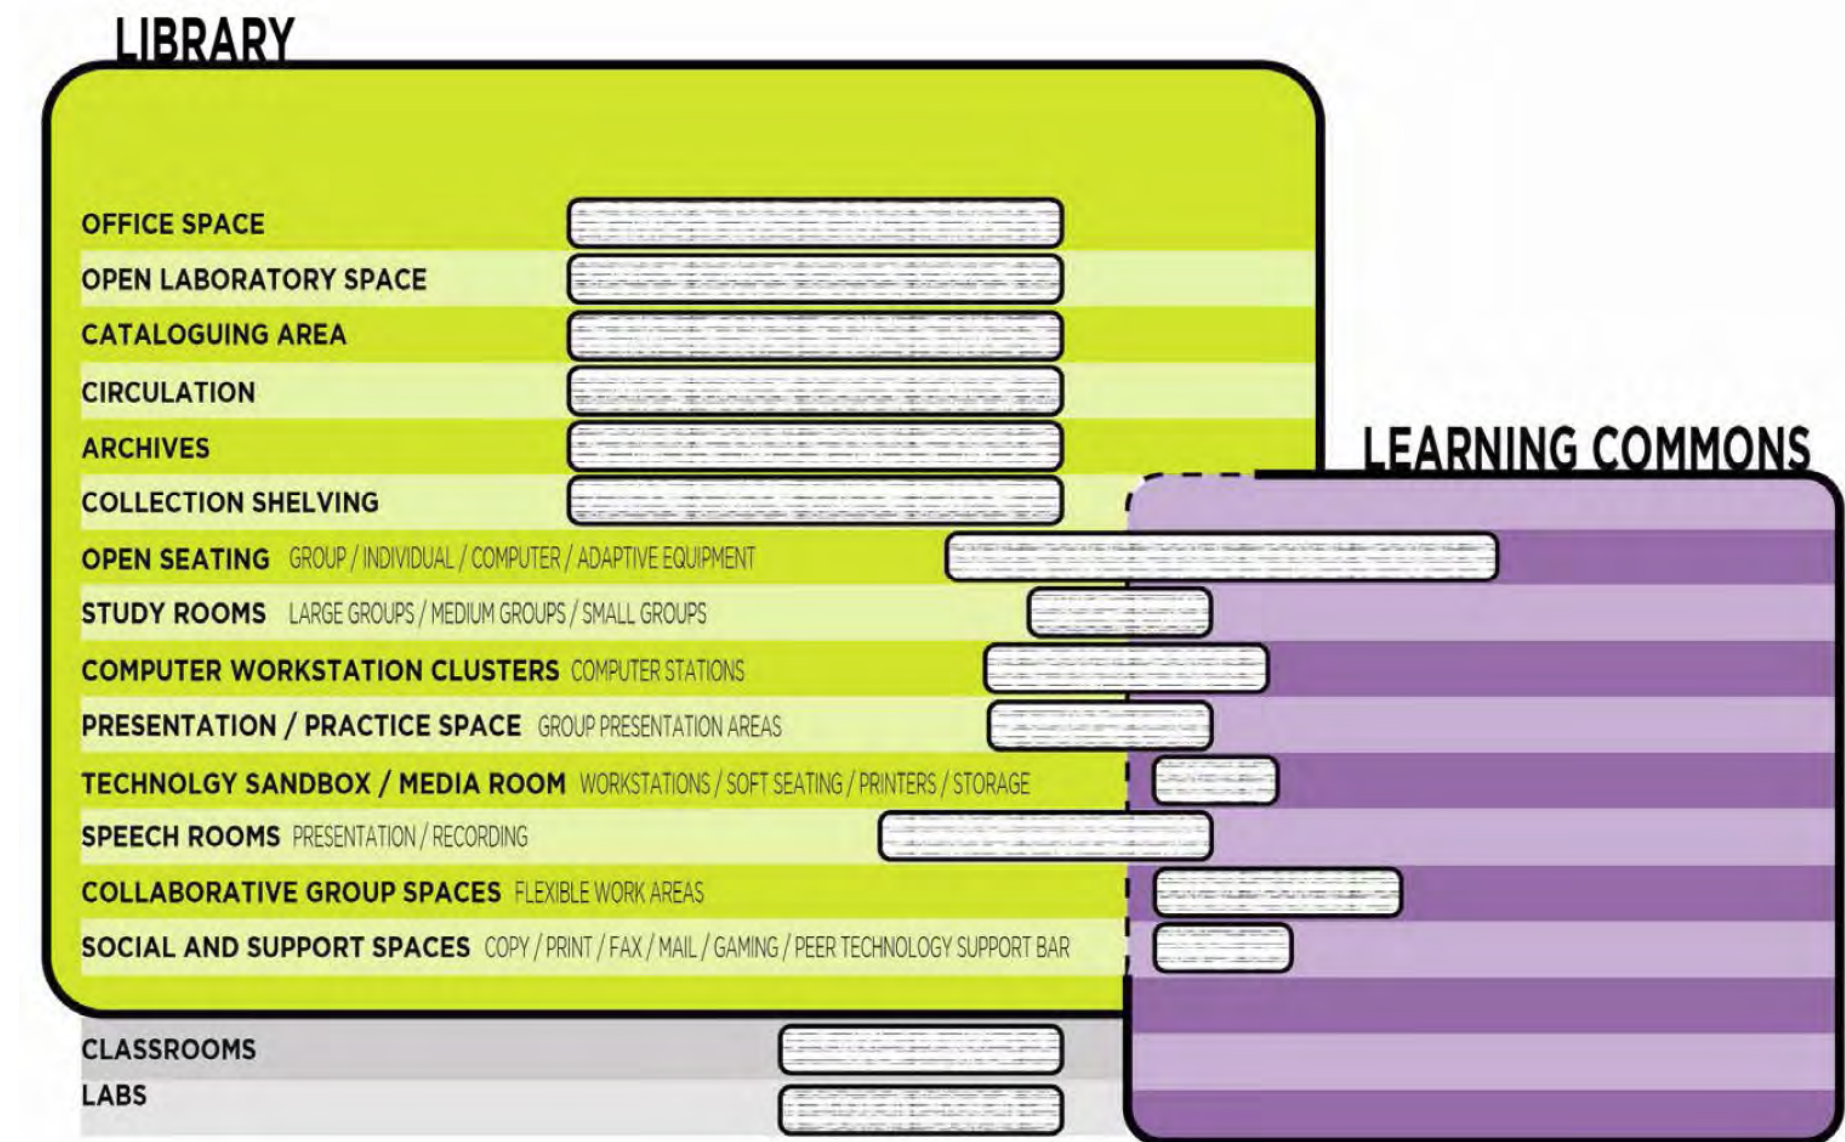 LIBRARY
OFFICE SPACE
OPEN LABORATORY SPACE
CATALOGUING AREA
CIRCULATION
ARCHIVES
LEARNING COMMONS
COLLECTION SHELVING
OPEN SEATING GROUP / INDIVIDUAL / COMPUTER / ADAPTIVE EQUIPMENT
STUDY ROOMS LARGE GROUPS / MEDIUM GROUPS / SMALL GROUPS
COMPUTER WORKSTATION CLUSTERS COMPUTER STATIONS
PRESENTATION / PRACTICE SPACE GROUP PRESENTATION AREAS
TECHNOLGY SANDBOX / MEDIA ROOM WORKSTATIONS / SOFT SEATING / PRINTERS / STORAGE
SPEECH ROOMS PRESENTATION / RECORDING
COLLABORATIVE GROUP SPACES FLEXIBLE WORK AREAS
SOCIAL AND SUPPORT SPACES COPY / PRINT / FAX / MAIL / GAMING / PEER TECHNOLOGY SUPPORT BAR
CLASSROOMS
LABS